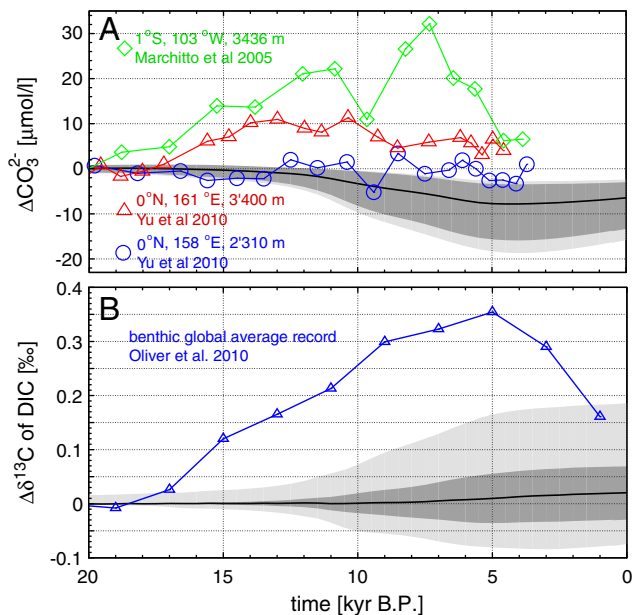 A
1°S, 103 °W, 3436 m
Marchitto et al 2005
0°N, 161 °E, 3'400 m
Yu et al 2010
0°N, 158 °E, 2'310 m
Yu et al 2010
ΔCO₃²⁻ [μmol/l]
30
20
10
0
-10
-20
B
benthic global average record
Oliver et al. 2010
Δδ¹³C of DIC [‰]
0.4
0.3
0.2
0.1
0
-0.1
20
15
10
5
0
time [kyr B.P.]